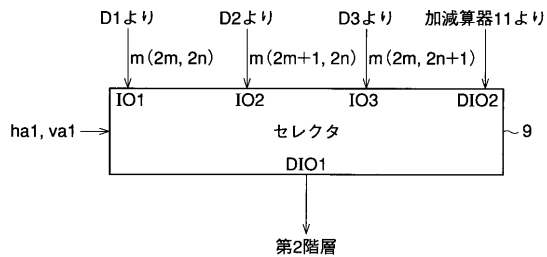 D1より D2より D3より 加減算器11より
m(2m, 2n) m(2m+1, 2n) m(2m, 2n+1)
IO1 IO2 IO3 DIO2
ha1, va1 セレクタ 9
DIO1
第2階層